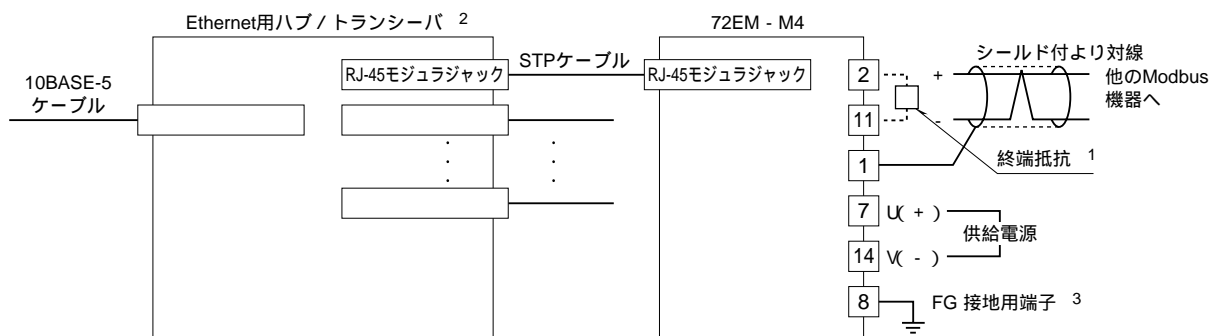 Ethernet用ハブ / トランシーバ 2
72EM - M4
10BASE-5
ケーブル
RJ-45モジュラジャック
STPケーブル
RJ-45モジュラジャック
2
+
シールド付より対線
他のModbus
機器へ
11
-
終端抵抗 1
1
7 U( + )
供給電源
14 V( - )
8
FG 接地用端子 3